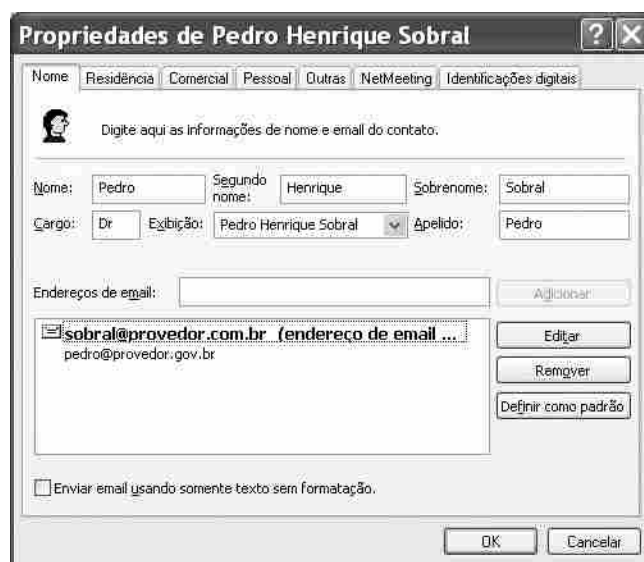 Propriedades de Pedro Henrique Sobral ? X
Nome Residência Comercial Pessoal Outras NetMeeting Identificações digitais
Digite aqui as informações de nome e email do contato.
Nome: Pedro Segundo nome: Henrique Sobrenome: Sobral
Cargo: Dr Exibição: Pedro Henrique Sobral Apelido: Pedro
Endereços de email: Adicionar
sobral@provedor.com.br (endereco de email ... Editar
pedro@provedor.gov.br
Remover
Definir como padrão
Enviar email usando somente texto sem formatação.
OK Cancelar